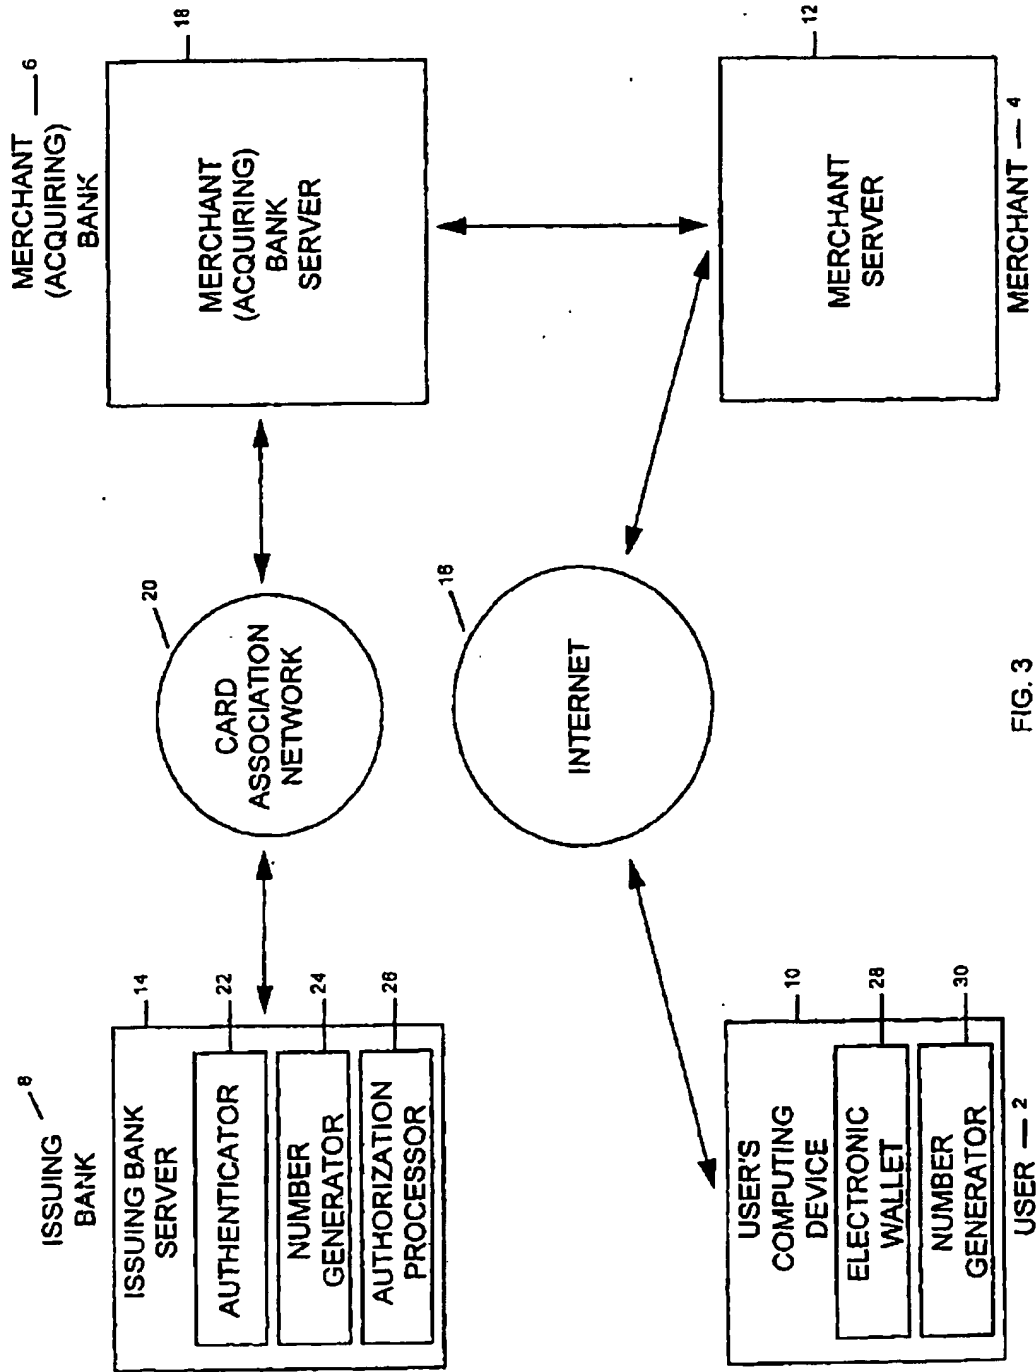 ISSUING
BANK
8
MERCHANT
(ACQUIRING)
BANK
6
ISSUING BANK
SERVER
14
AUTHENTICATOR
22
NUMBER
GENERATOR
24
AUTHORIZATION
PROCESSOR
26
20
CARD
ASSOCIATION
NETWORK
18
MERCHANT
(ACQUIRING)
BANK
SERVER
16
INTERNET
USER'S
COMPUTING
DEVICE
10
ELECTRONIC
WALLET
28
NUMBER
GENERATOR
30
USER
2
12
MERCHANT
SERVER
MERCHANT
4
FIG. 3